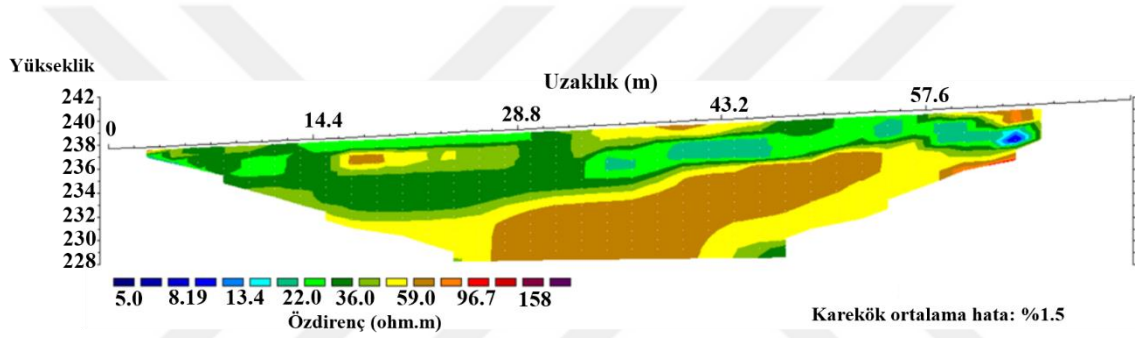 Yükseklik
Uzaklık (m)
242
240
238
236
234
232
230
228
0
14.4
28.8
43.2
57.6
5.0 8.19 13.4 22.0 36.0 59.0 96.7 158
Özdirenç (ohm.m)
Karekök ortalama hata: %1.5